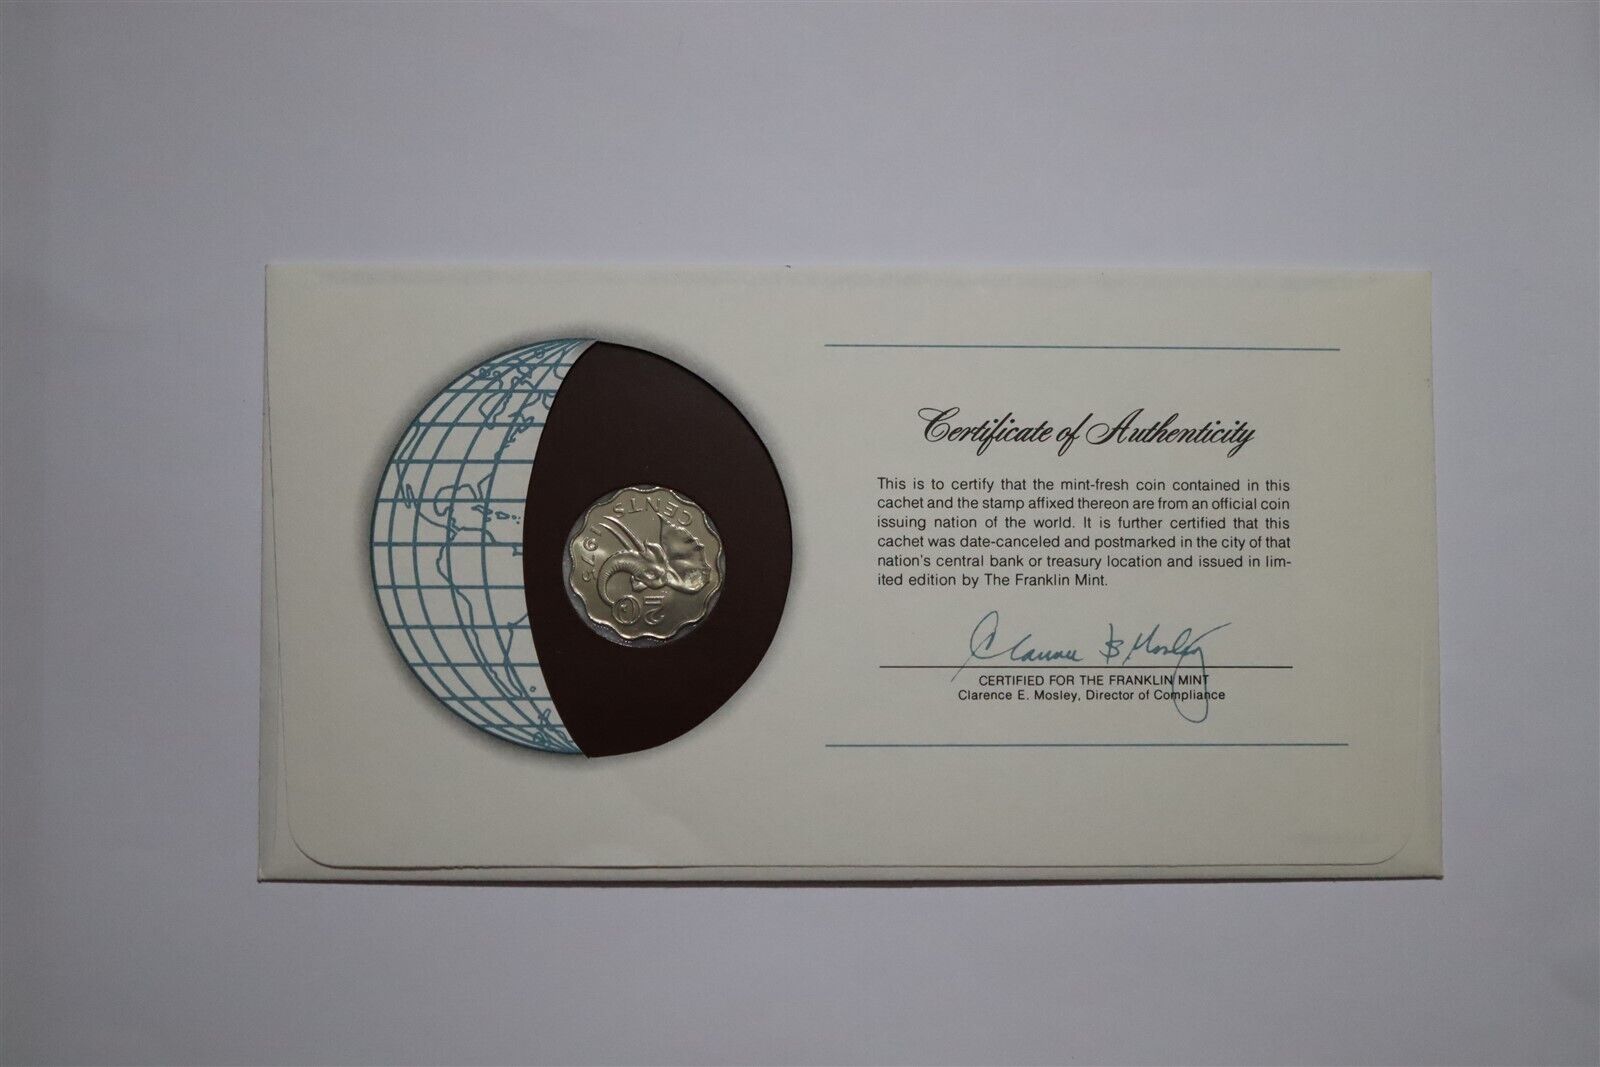 Certificate of Authenticity
This is to certify that the mint-fresh coin contained in this
cachet and the stamp affixed thereon are from an official coin
issuing nation of the world. It is further certified that this
cachet was date-canceled and postmarked in the city of that
nation's central bank or treasury location and issued in lim-
ited edition by The Franklin Mint.
Clarence E Mosley
CERTIFIED FOR THE FRANKLIN MINT
Clarence E. Mosley, Director of Compliance
20
CENTS
1975